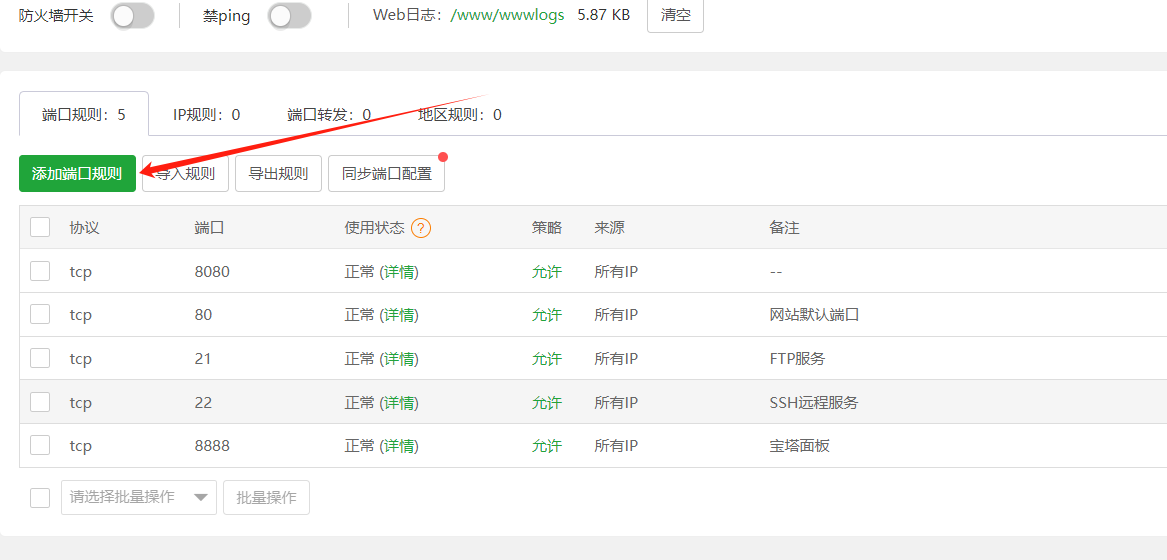 防火墙开关 禁ping Web日志: /www/wwwlogs 5.87 KB 清空
端口规则: 5 IP规则: 0 端口转发: 0 地区规则: 0
添加端口规则 导入规则 导出规则 同步端口配置
协议 端口 使用状态 ? 策略 来源 备注
tcp 8080 正常 (详情) 允许 所有IP --
tcp 80 正常 (详情) 允许 所有IP 网站默认端口
tcp 21 正常 (详情) 允许 所有IP FTP服务
tcp 22 正常 (详情) 允许 所有IP SSH远程服务
tcp 8888 正常 (详情) 允许 所有IP 宝塔面板
请选择批量操作 批量操作